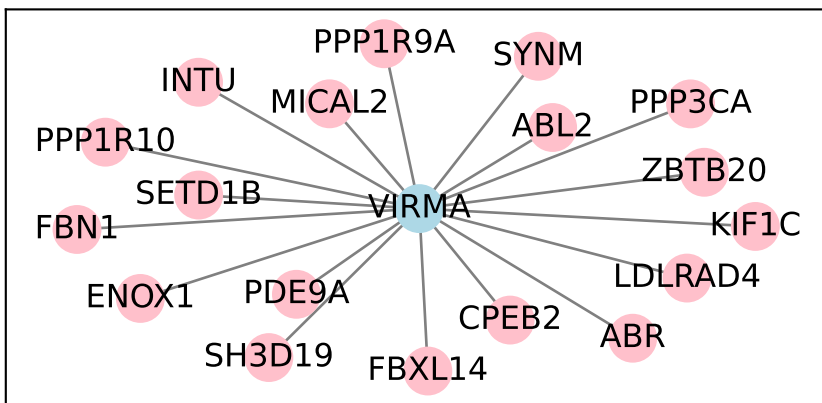 PPP1R9A
SYNM
INTU
MICAL2
PPP3CA
ABL2
PPP1R10
ZBTB20
SETD1B
VIRMA
FBN1
KIF1C
LDLRAD4
ENOX1
PDE9A
CPEB2
ABR
SH3D19
FBXL14